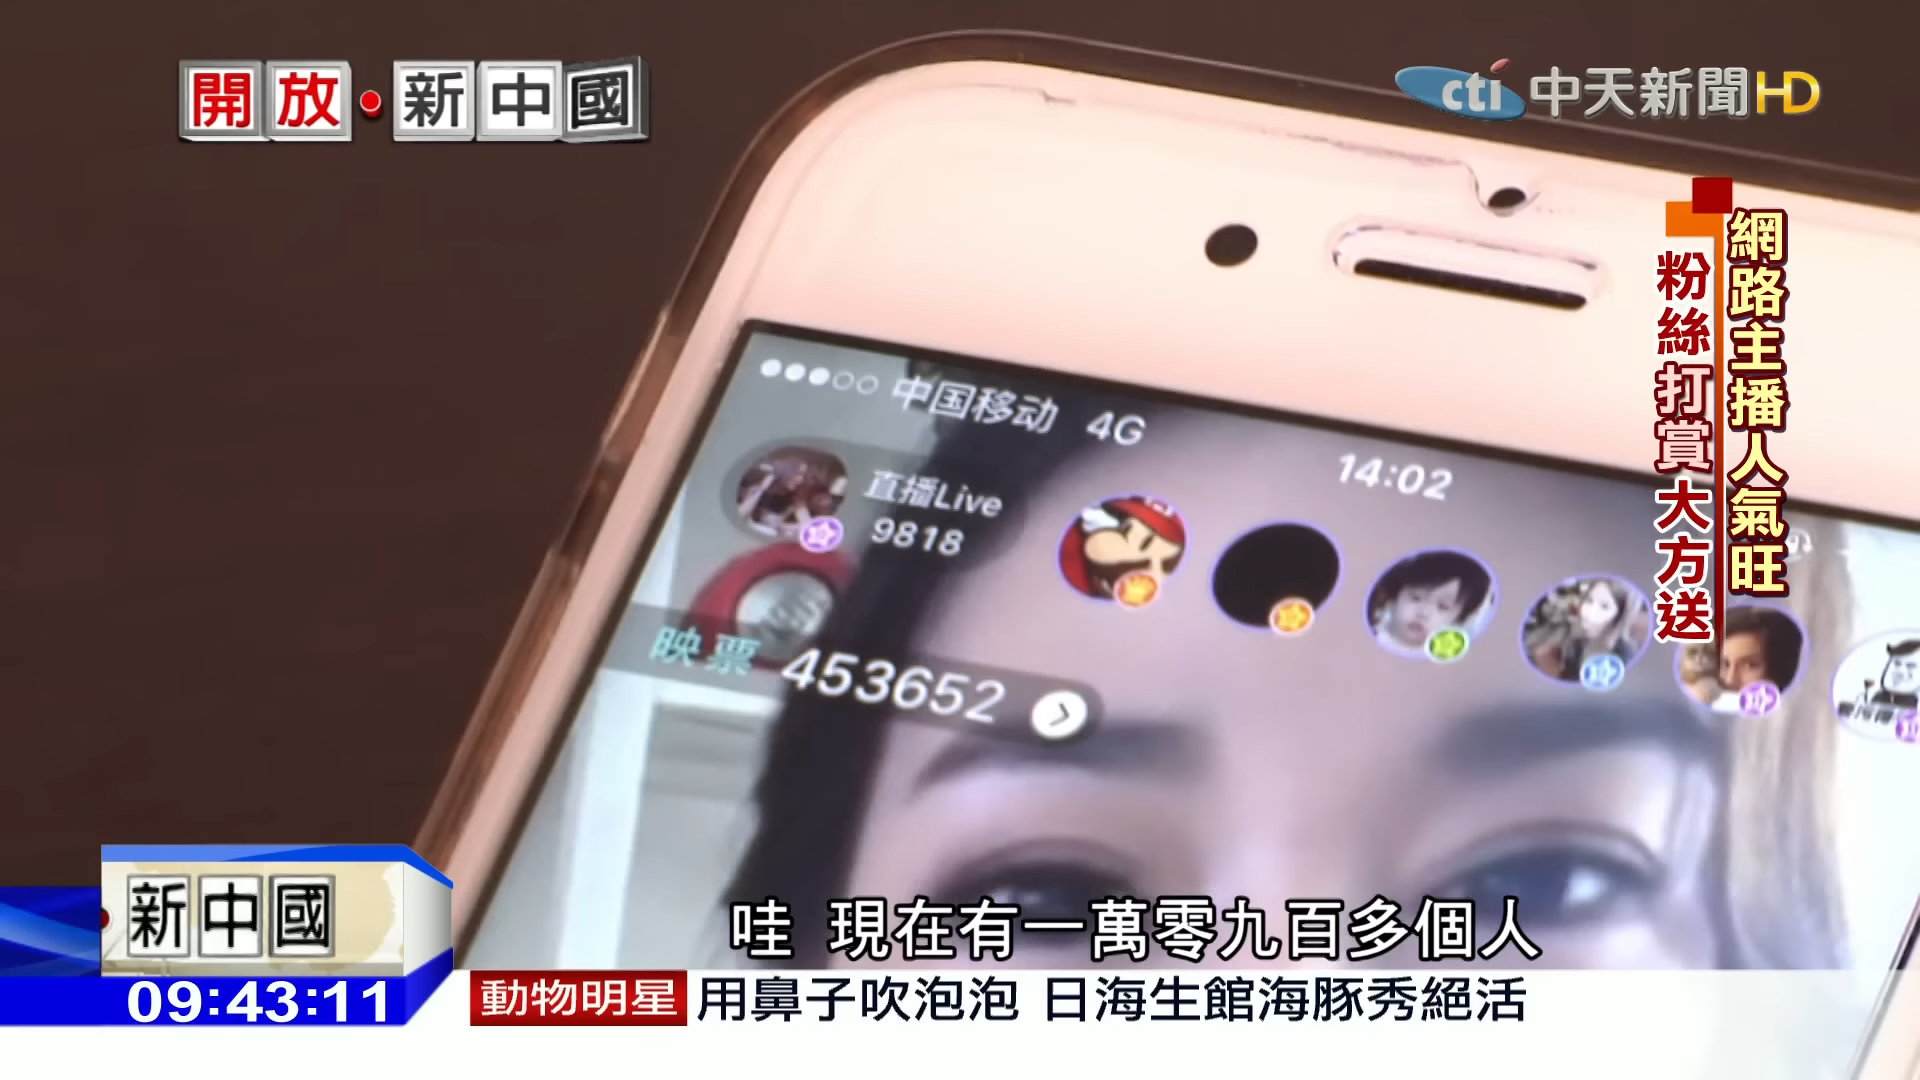 開放·新中國
cti 中天新聞HD
網路主播人氣旺
粉絲打賞大方送
中国移动 4G
14:02
直播Live
9818
映票 453652
哇 現在有一萬零九百多個人
新中國
09:43:11
動物明星 用鼻子吹泡泡 日海生館海豚秀絕活